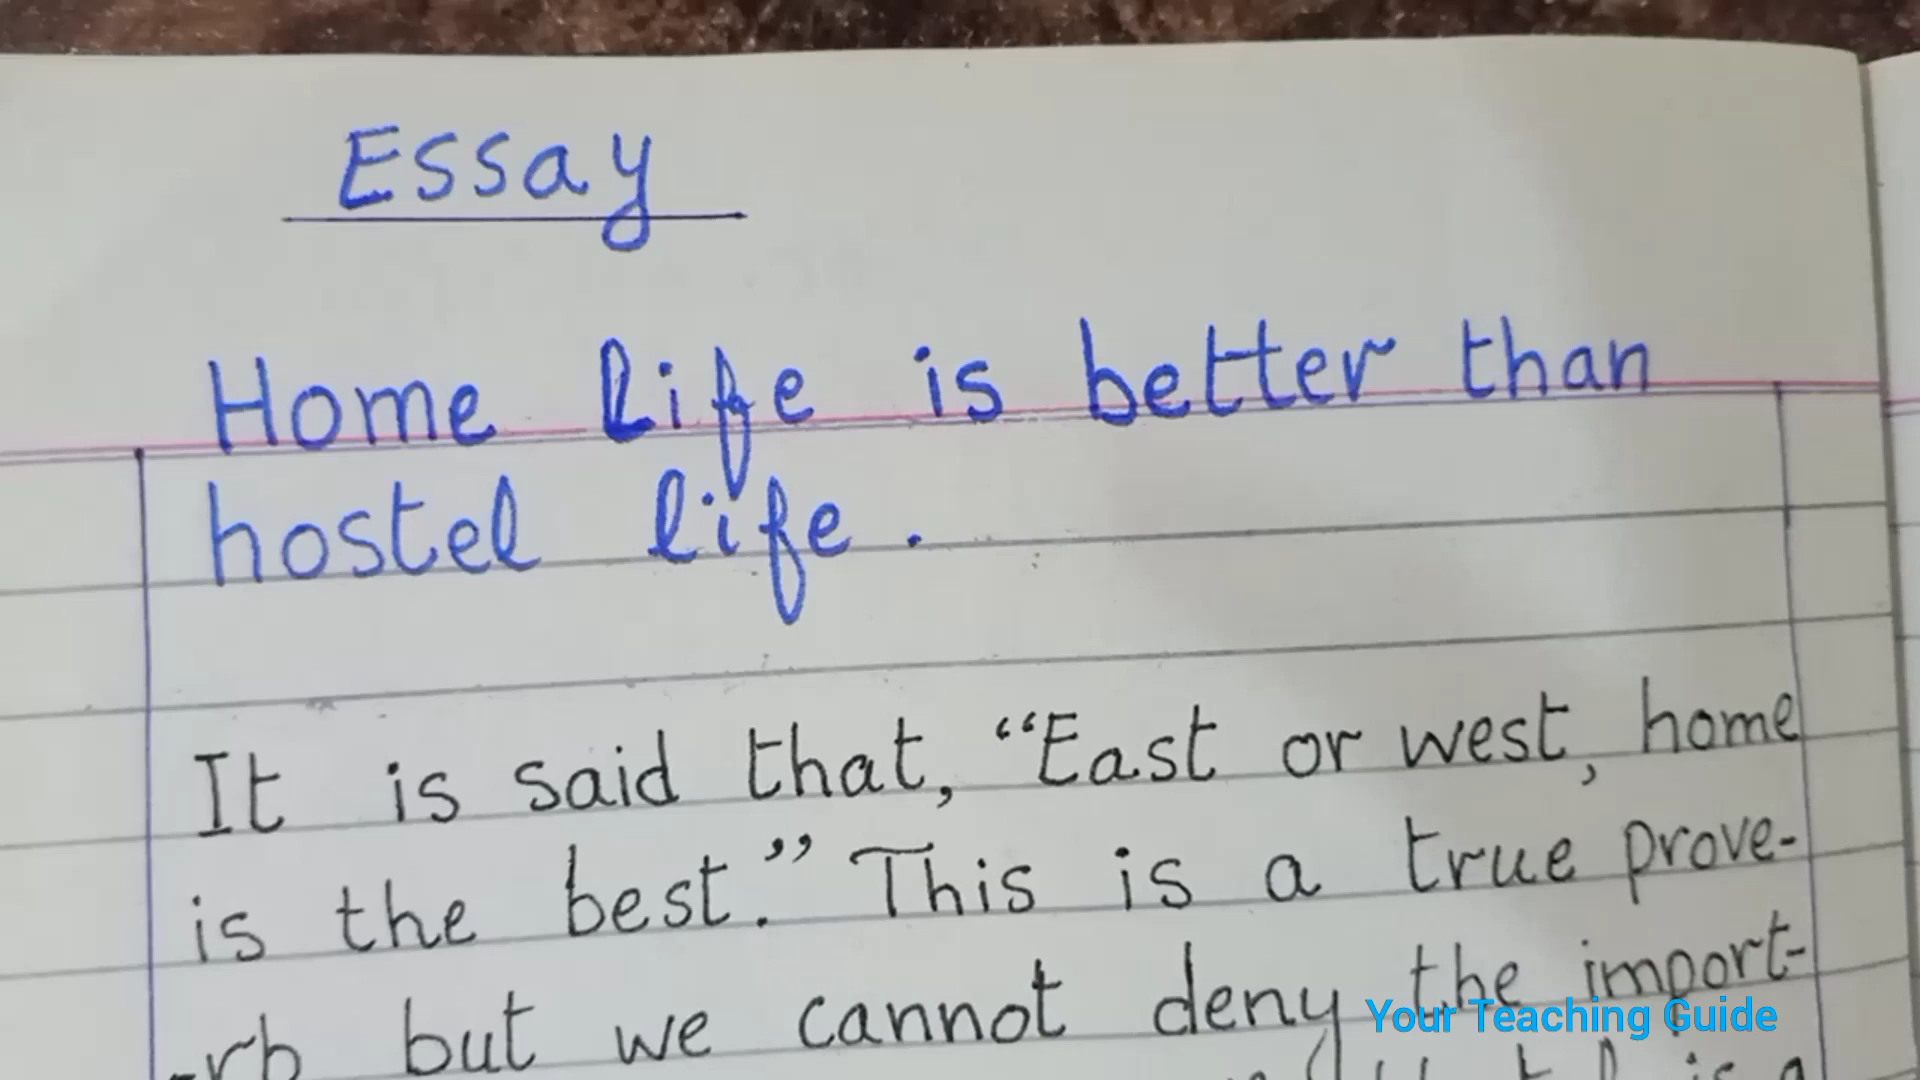 Essay
Home Life is better than
hostel life.
It is said that, “East or west, home
is the best.” This is a true prove-
-rb but we cannot deny the import-
Your Teaching Guide